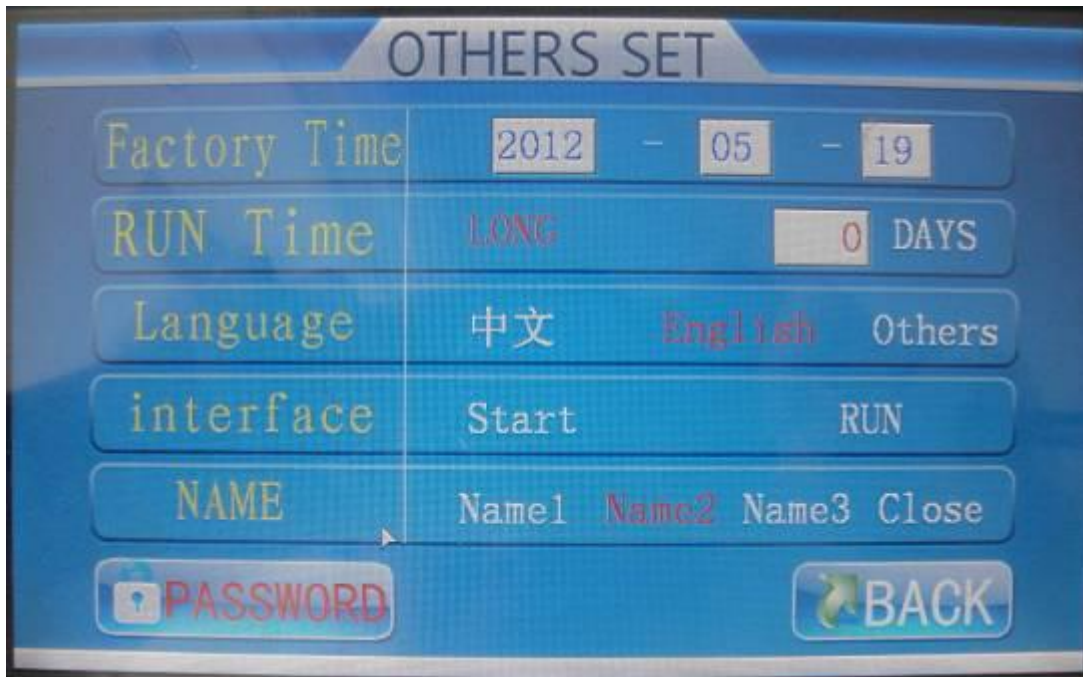 OTHERS SET
Factory Time 2012 - 05 - 19
RUN Time LONG 0 DAYS
Language 中文 English Others
interface Start RUN
NAME Name1 Name2 Name3 Close
PASSWORD BACK